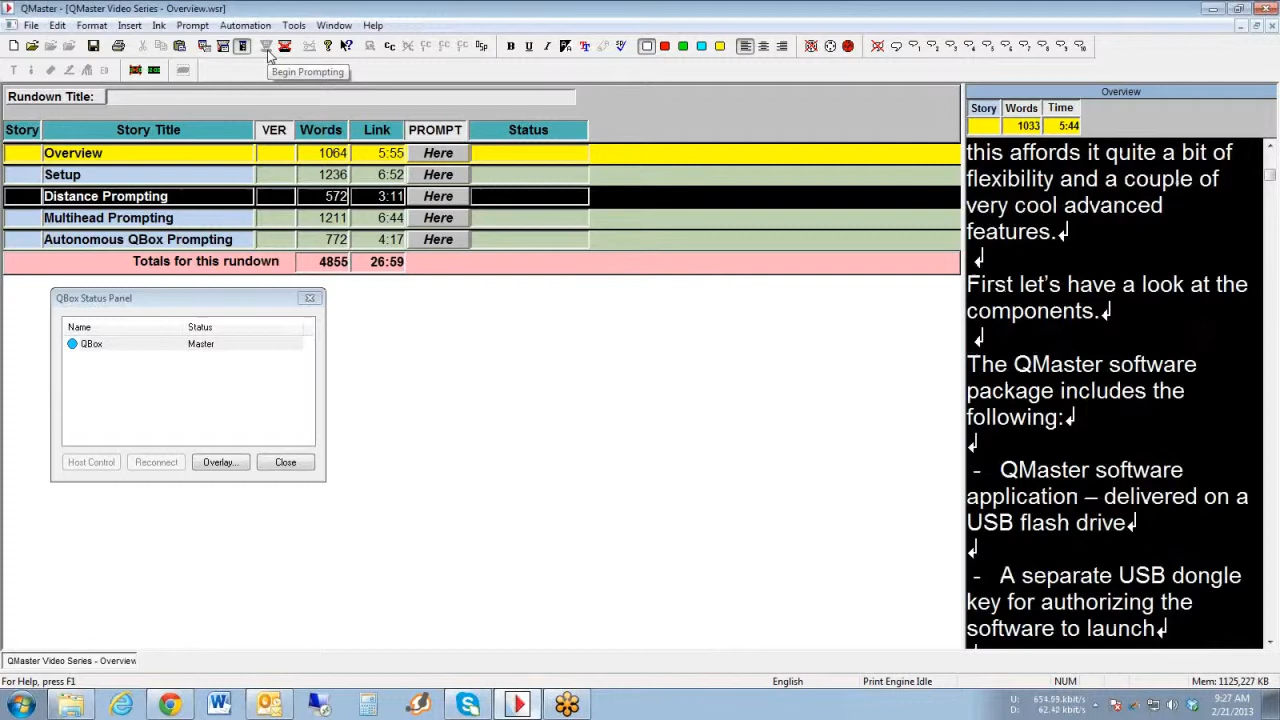 QMaster - [QMaster Video Series - Overview.wsr]
File Edit Format Insert Ink Prompt Automation Tools Window Help
Begin Prompting
Rundown Title:
Story Story Title VER Words Link PROMPT Status
Overview 1064 5:55 Here
Setup 1236 6:52 Here
Distance Prompting 572 3:11 Here
Multihead Prompting 1211 6:44 Here
Autonomous QBox Prompting 772 4:17 Here
Totals for this rundown 4855 26:59
QBox Status Panel
Name Status
QBox Master
Host Control Reconnect Overlay... Close
Overview
Story Words Time
1033 5:44
this affords it quite a bit of
flexibility and a couple of
very cool advanced
features.
First let's have a look at the
components.
The QMaster software
package includes the
following:
- QMaster software
application – delivered on a
USB flash drive
- A separate USB dongle
key for authorizing the
software to launch
QMaster Video Series - Overview
For Help, press F1 English Print Engine Idle NUM Mem: 1125,227 KB
U: 654.93 kbit/s
D: 62.40 kbit/s
9:27 AM
2/21/2013